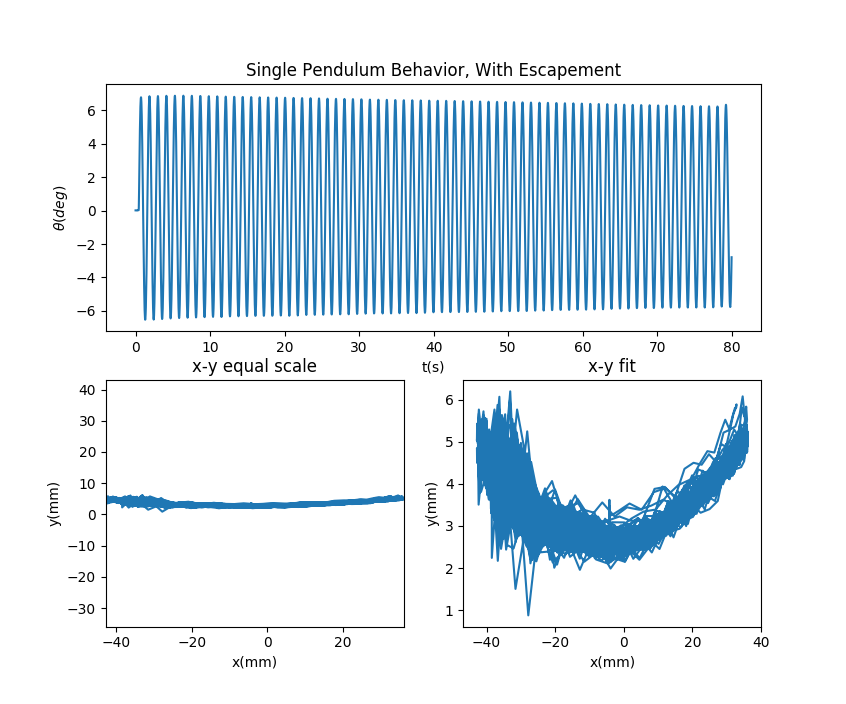 Single Pendulum Behavior, With Escapement
θ(deg)
6
4
2
0
−2
−4
−6
0 10 20 30 40 50 60 70 80
t(s)
x-y equal scale
y(mm)
40
30
20
10
0
−10
−20
−30
−40 −20 0 20
x(mm)
x-y fit
y(mm)
6
5
4
3
2
1
−40 −20 0 20 40
x(mm)